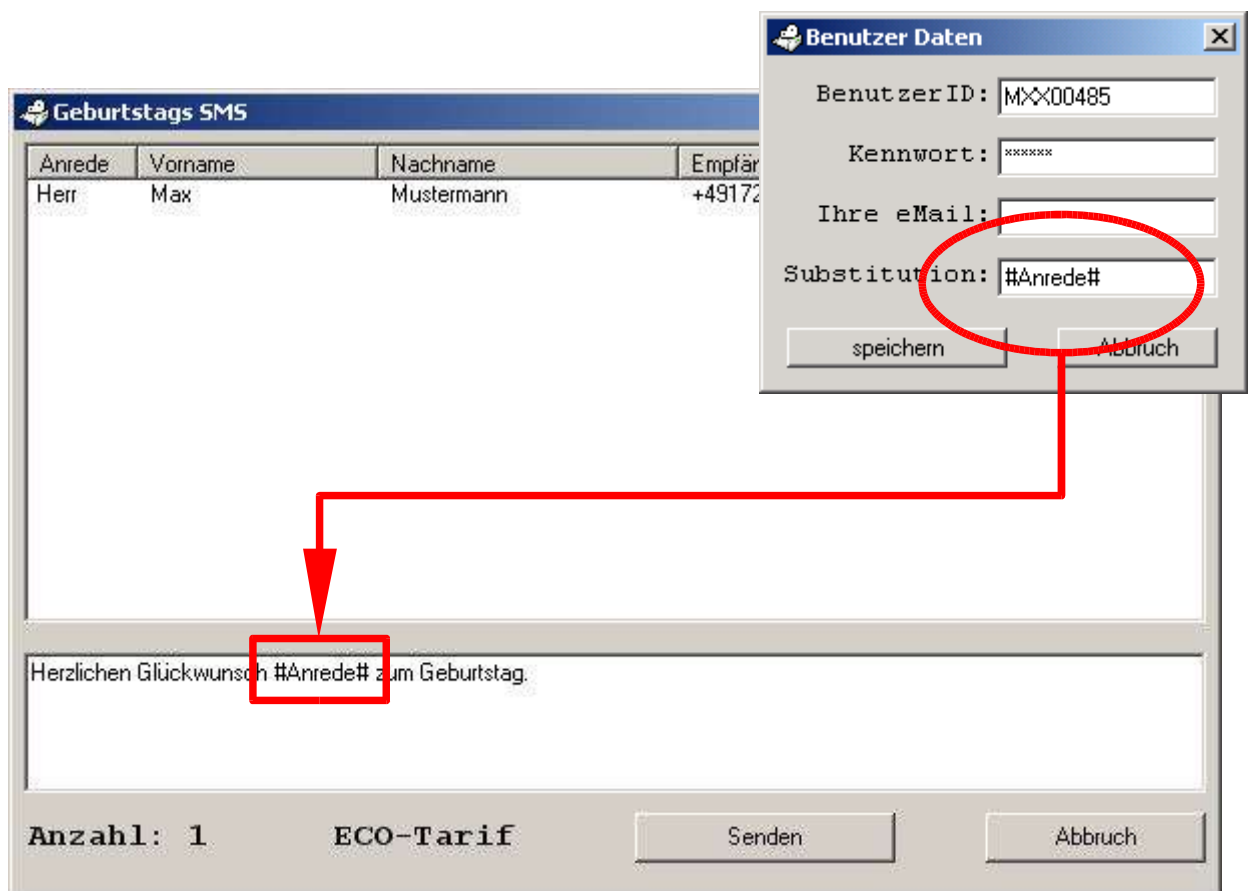 Benutzer Daten
BenutzerID: MXX00485
Kennwort: ******
Ihre eMail:
Substitution: #Anrede#
speichern Abbruch
Geburtstags SMS
Anrede Vorname Nachname
Herr Max Mustermann +49172
Herzlichen Glückwunsch #Anrede# zum Geburtstag.
Anzahl: 1 ECO-Tarif Senden Abbruch